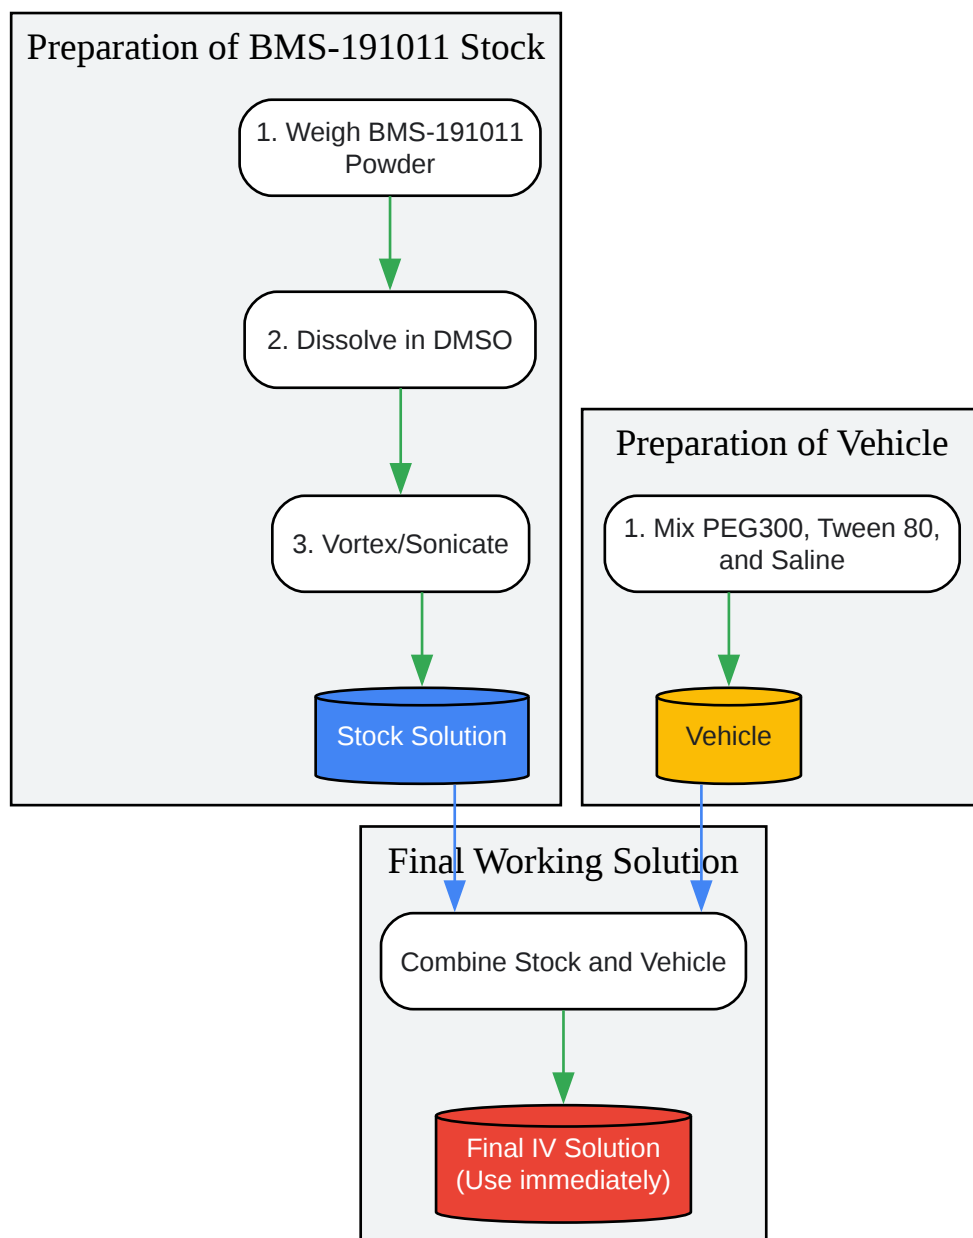 Preparation of BMS-191011 Stock
1. Weigh BMS-191011
Powder
2. Dissolve in DMSO
3. Vortex/Sonicate
Stock Solution
Preparation of Vehicle
1. Mix PEG300, Tween 80,
and Saline
Vehicle
Final Working Solution
Combine Stock and Vehicle
Final IV Solution
(Use immediately)